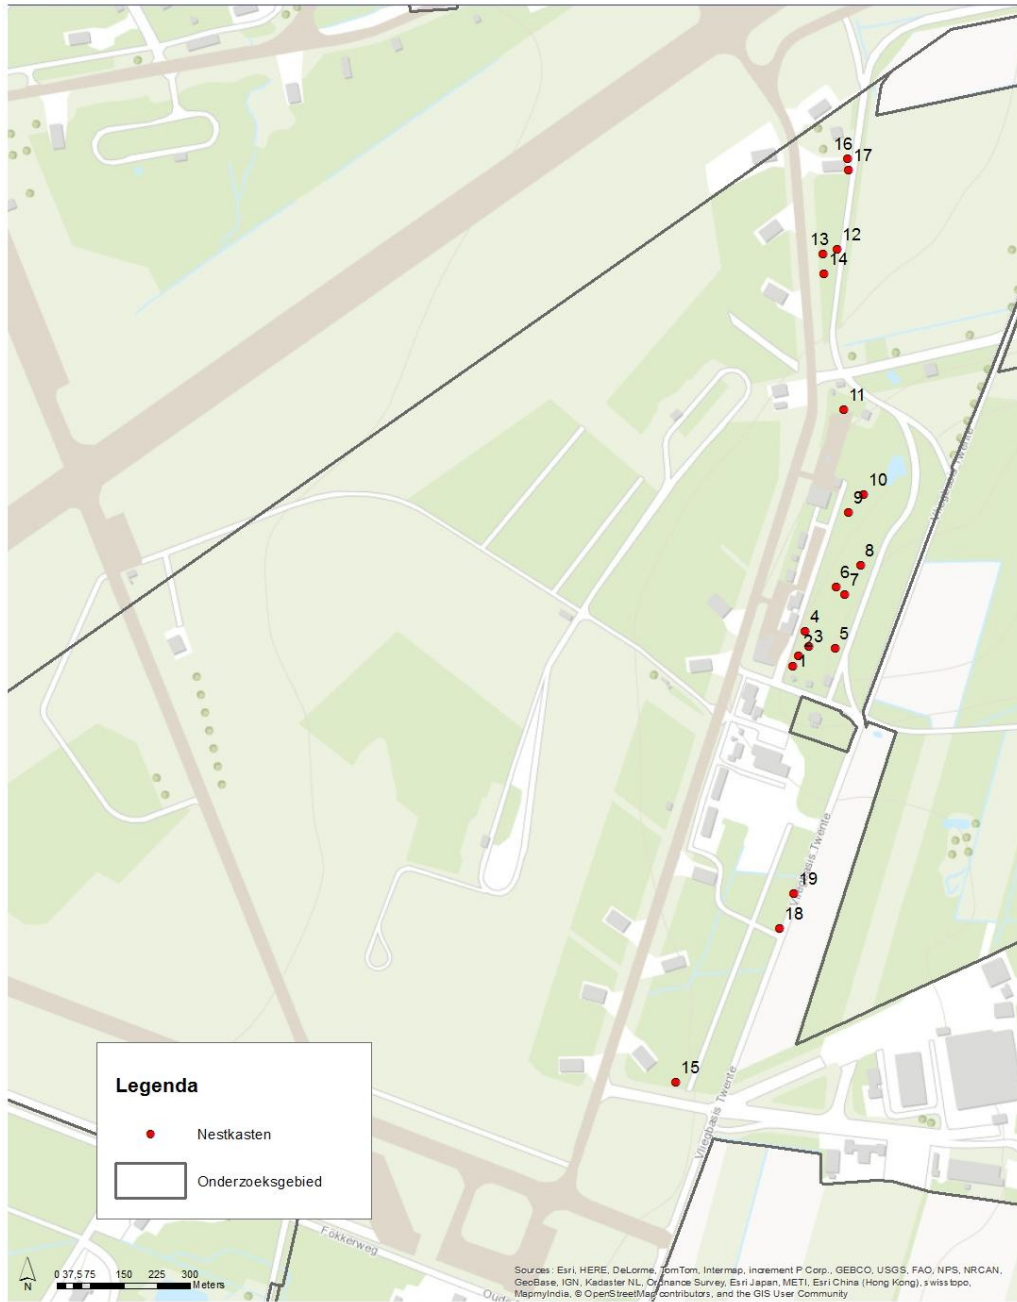 16
17
12
13
14
11
10
9
8
6
7
4
3
5
2
1
Vliegbasis Twente
Vliegbasis Twente
19
18
15
Vliegbasis Twente
Legenda
Nestkasten
Onderzoeksgebied
Fokkerweg
N
0 37,5 75 150 225 300
Meters
Sources: Esri, HERE, DeLorme, TomTom, Intermap, increment P Corp., GEBCO, USGS, FAO, NPS, NRCAN,
GeoBase, IGN, Kadaster NL, Ordnance Survey, Esri Japan, METI, Esri China (Hong Kong), swisstopo,
MapmyIndia, © OpenStreetMap contributors, and the GIS User Community